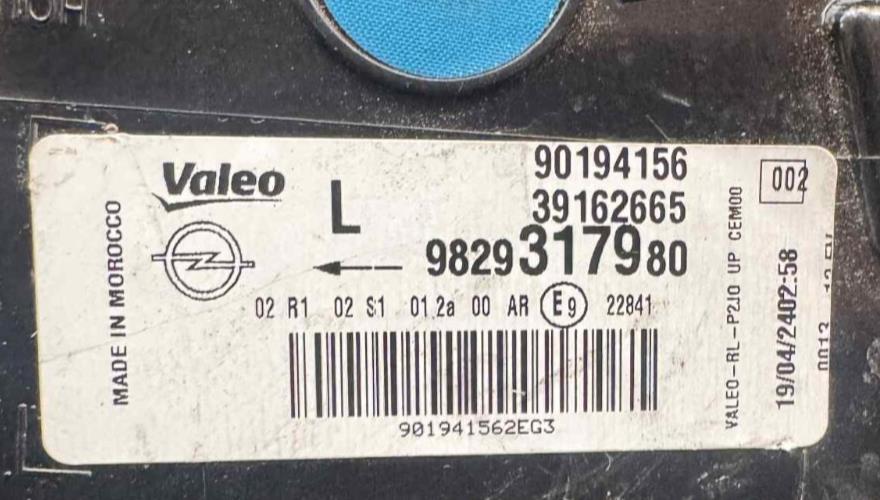 Valeo
L
90194156
39162665
9829317980
002
MADE IN MOROCCO
02 R1 02 S1 01.2a 00 AR E9 22841
901941562EG3
VALEO-RL-P2JO UP CEM00
19/04/2402:58